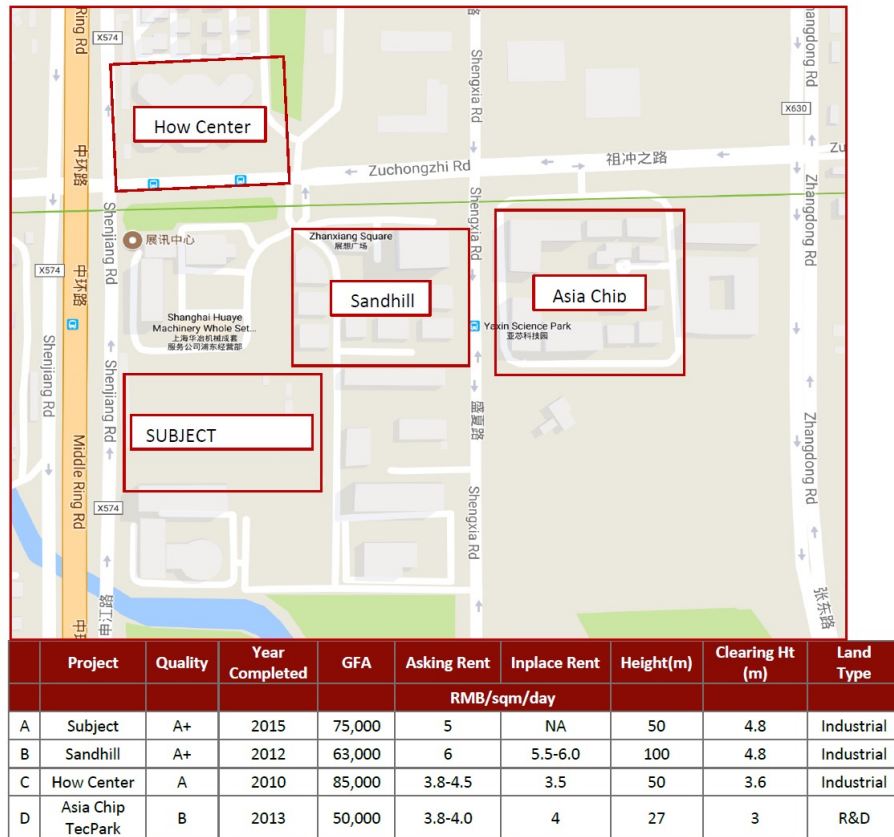 Ring Rd
X574
How Center
Shengxia Rd
Zhangdong Rd
X630
中环路
Zuchongzhi Rd
祖冲之路
Zu
Shenjiang Rd
Shengxia Rd
Zhangdong Rd
展讯中心
Zhanxiang Square
展想广场
X574
中环路
Sandhill
Asia Chip
Shanghai Huaye
Machinery Whole Set...
上海华冶机械成套
服务公司浦东经营部
Yaxin Science Park
亚芯科技园
Shenjiang Rd
Shenjiang Rd
SUBJECT
盛夏路
Middle Ring Rd
Zhangdong Rd
X574
Shengxia Rd
张东路
Project Quality Year Completed GFA Asking Rent Inplace Rent Height(m) Clearing Ht (m) Land Type
RMB/sqm/day
A Subject A+ 2015 75,000 5 NA 50 4.8 Industrial
B Sandhill A+ 2012 63,000 6 5.5-6.0 100 4.8 Industrial
C How Center A 2010 85,000 3.8-4.5 3.5 50 3.6 Industrial
D Asia Chip TecPark B 2013 50,000 3.8-4.0 4 27 3 R&D